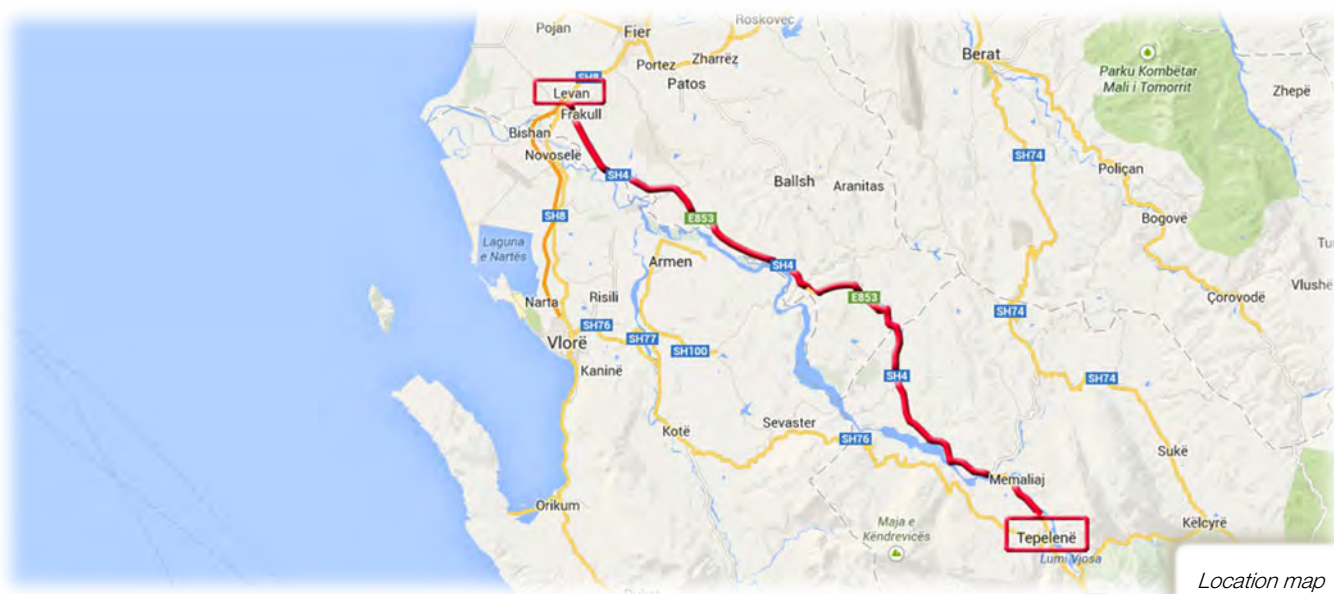 Roskovec
Pojan
Fier
Berat
Portez
Zharrëz
SH8
Patos
Parku Kombëtar
Mali i Tomorrit
Zhepë
Levan
Frakull
Bishan
Novoselë
SH74
Poliçan
SH4
Ballsh
Aranitas
SH8
E853
Bogovë
Laguna
e Nartës
Armen
SH4
Narta
Risili
E853
Çorovodë
Vlushë
SH76
SH74
Vlorë
SH77
SH100
Kaninë
SH4
SH74
Kotë
Sevaster
SH76
Sukë
Memaliaj
Orikum
Maja e
Këndrevicës
Tepelenë
Këlcyrë
Lumi Vjosa
Location map